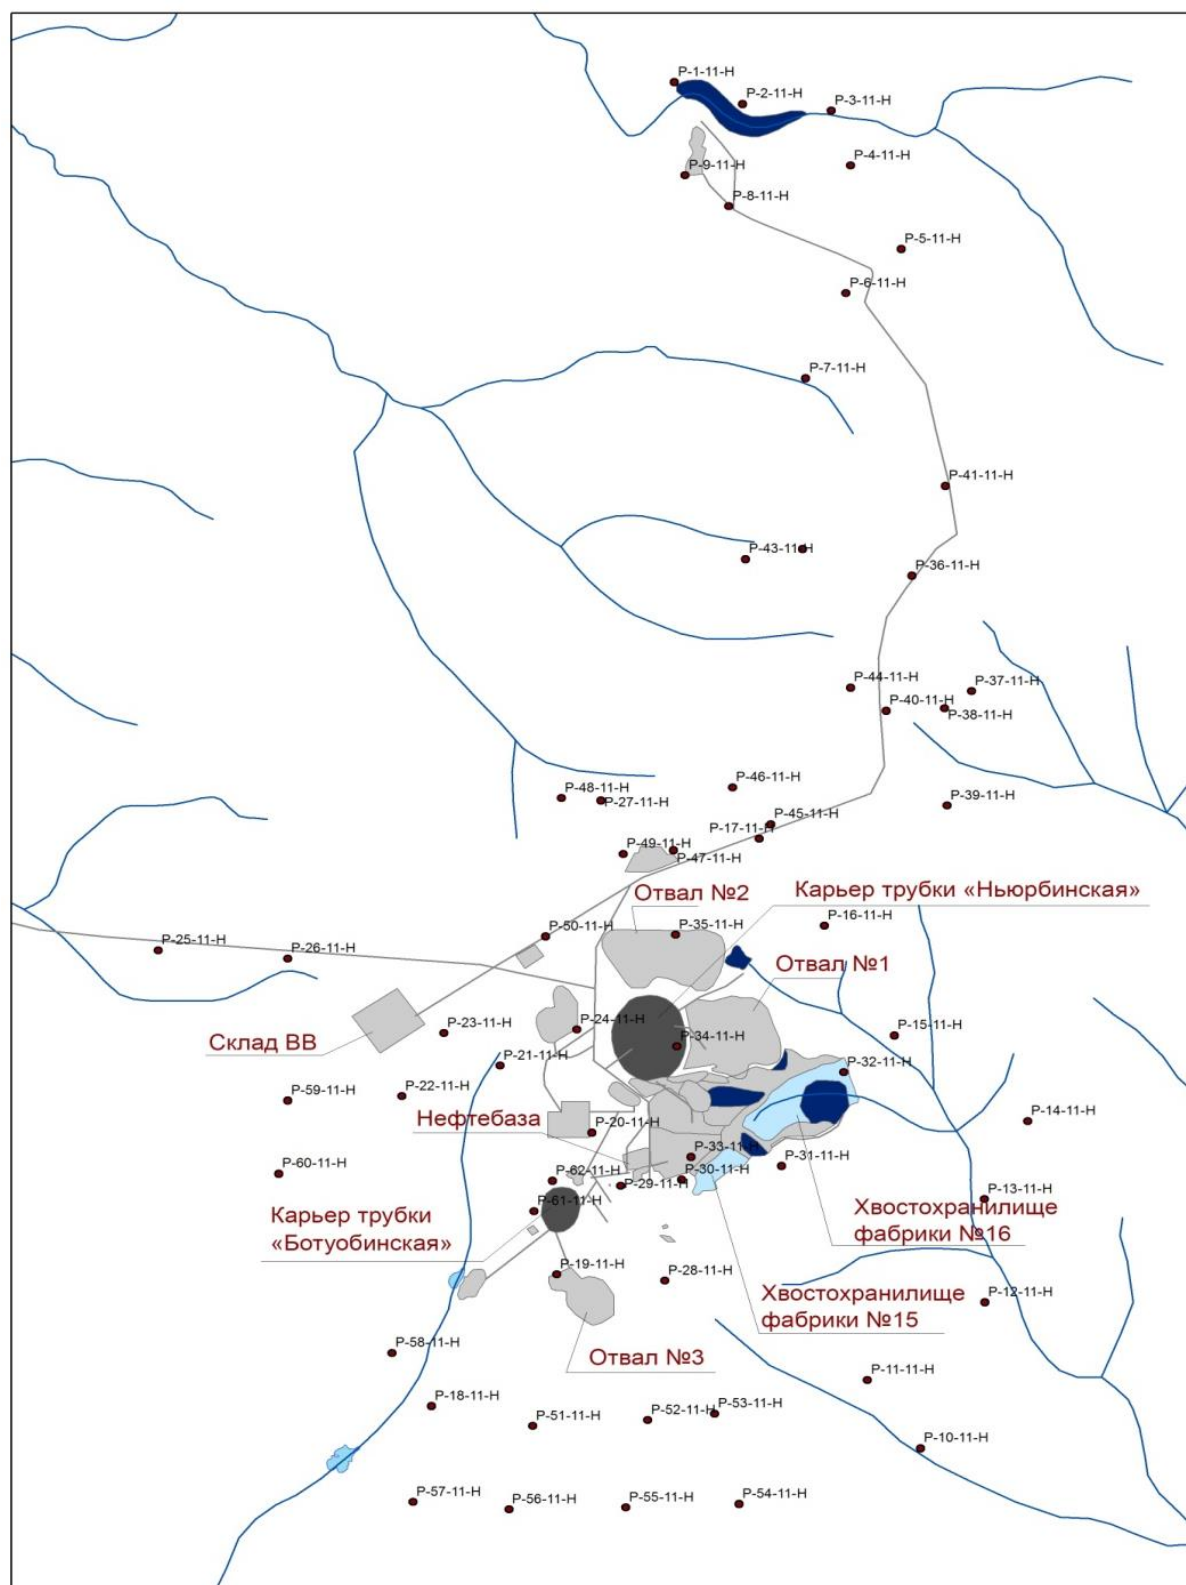 P-1-11-H
P-2-11-H
P-3-11-H
P-4-11-H
P-9-11-H
P-8-11-H
P-5-11-H
P-6-11-H
P-7-11-H
P-41-11-H
P-43-11-H
P-36-11-H
P-44-11-H
P-37-11-H
P-40-11-H
P-38-11-H
P-46-11-H
P-48-11-H
P-27-11-H
P-39-11-H
P-45-11-H
P-17-11-H
P-49-11-H
P-47-11-H
Отвал №2
Карьер трубки «Ньюрбинская»
P-16-11-H
P-50-11-H
P-35-11-H
P-25-11-H
P-26-11-H
Отвал №1
P-23-11-H
P-24-11-H
P-15-11-H
Склад ВВ
P-34-11-H
P-21-11-H
P-32-11-H
P-59-11-H
P-22-11-H
P-14-11-H
Нефтебаза
P-20-11-H
P-33-11-H
P-31-11-H
P-60-11-H
P-62-11-H
P-29-11-H
P-30-11-H
P-13-11-H
P-61-11-H
Карьер трубки
«Ботуобинская»
Хвостохранилище
фабрики №16
P-19-11-H
P-28-11-H
Хвостохранилище
фабрики №15
P-12-11-H
P-58-11-H
Отвал №3
P-11-11-H
P-18-11-H
P-51-11-H
P-52-11-H
P-53-11-H
P-10-11-H
P-57-11-H
P-56-11-H
P-55-11-H
P-54-11-H